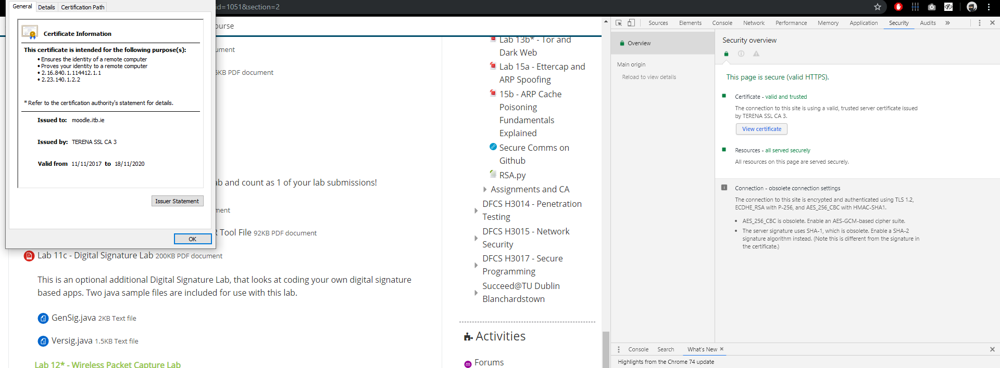 General
Details
Certification Path
Certificate Information
This certificate is intended for the following purpose(s):
• Ensures the identity of a remote computer
• Proves your identity to a remote computer
• 2.16.840.1.114412.1.1
• 2.23.140.1.2.2
* Refer to the certification authority's statement for details.
Issued to: moodle.itb.ie
Issued by: TERENA SSL CA 3
Valid from 11/11/2017 to 18/11/2020
Issuer Statement
OK
id=1051&section=2
ourse
ument
KB PDF document
ab and count as 1 of your lab submissions!
ment
R Tool File 92KB PDF document
Lab 11c - Digital Signature Lab 200KB PDF document
This is an optional additional Digital Signature Lab, that looks at coding your own digital signature
based apps. Two java sample files are included for use with this lab.
GenSig.java 2KB Text file
Versig.java 1.5KB Text file
Lab 12* - Wireless Packet Capture Lab
Lab 13b* - Tor and
Dark Web
Lab 15a - Ettercap and
ARP Spoofing
15b - ARP Cache
Poisoning
Fundamentals
Explained
Secure Comms on
Github
RSA.py
Assignments and CA
DFCS H3014 - Penetration
Testing
DFCS H3015 - Network
Security
DFCS H3017 - Secure
Programming
Succeed@TU Dublin
Blanchardstown
Activities
Forums
Sources
Elements
Console
Network
Performance
Memory
Application
Security
Audits
Overview
Main origin
Reload to view details
Security overview
This page is secure (valid HTTPS).
Certificate - valid and trusted
The connection to this site is using a valid, trusted server certificate issued
by TERENA SSL CA 3.
View certificate
Resources - all served securely
All resources on this page are served securely.
Connection - obsolete connection settings
The connection to this site is encrypted and authenticated using TLS 1.2,
ECDHE_RSA with P-256, and AES_256_CBC with HMAC-SHA1.
• AES_256_CBC is obsolete. Enable an AES-GCM-based cipher suite.
• The server signature uses SHA-1, which is obsolete. Enable a SHA-2
signature algorithm instead. (Note this is different from the signature in
the certificate.)
Console
Search
What's New
Highlights from the Chrome 74 update